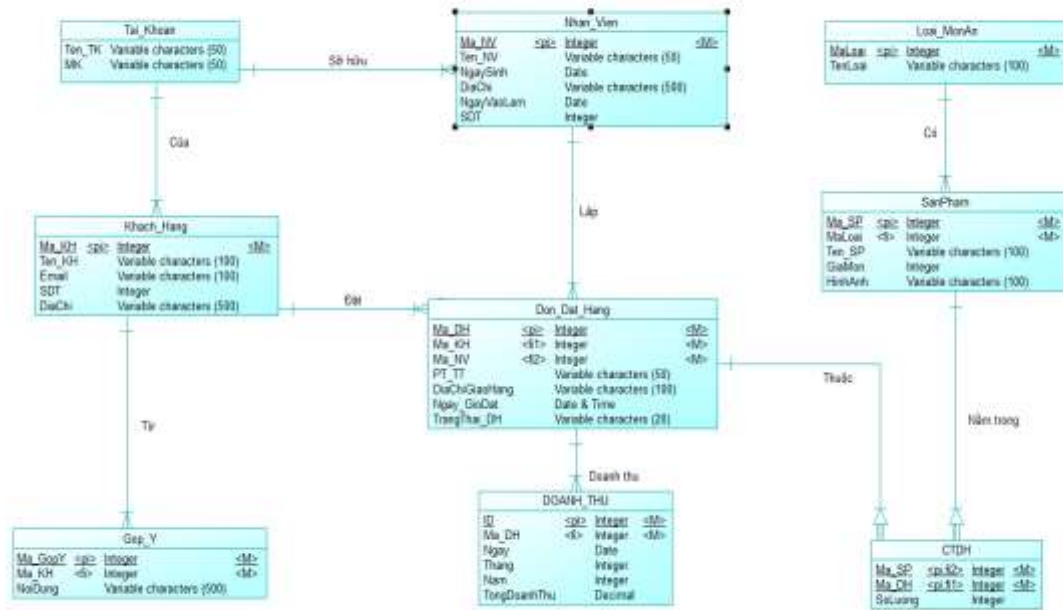 Tai_Khoan
Ten_TK Variable characters (50)
MK Variable characters (50)
Sở hữu
Nhan_Vien
Ma_NV <pi> Integer <M>
Ten_NV Variable characters (50)
NgaySinh Date
DiaChi Variable characters (500)
NgayVaoLam Date
SDT Integer
Loai_MonAn
MaLoai <pi> Integer <M>
TenLoai Variable characters (100)
Của
Lập
Có
Khach_Hang
Ma_KH <pi> Integer <M>
Ten_KH Variable characters (100)
Email Variable characters (100)
SDT Integer
DiaChi Variable characters (500)
Đặt
SanPham
Ma_SP <pi> Integer <M>
MaLoai <fi> Integer <M>
Ten_SP Variable characters (100)
GiaMon Integer
HinhAnh Variable characters (100)
Don_Dat_Hang
Ma_DH <pi> Integer <M>
Ma_KH <fi1> Integer <M>
Ma_NV <fi2> Integer <M>
PT_TT Variable characters (50)
DiaChiGiaoHang Variable characters (100)
Ngay_GioDat Date & Time
TrangThai_DH Variable characters (20)
Thuộc
Nằm trong
Từ
Doanh thu
DOANH_THU
ID <pi> Integer <M>
Ma_DH <fi> Integer <M>
Ngay Date
Thang Integer
Nam Integer
TongDoanhThu Decimal
Gop_Y
Ma_GopY <pi> Integer <M>
Ma_KH <fi> Integer <M>
NoiDung Variable characters (500)
CTDH
Ma_SP <pi,fi2> Integer <M>
Ma_DH <pi,fi1> Integer <M>
SoLuong Integer